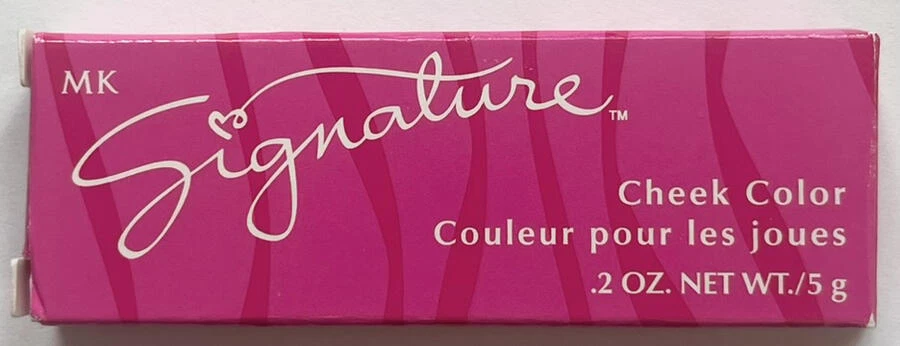 MK
Signature™
Cheek Color
Couleur pour les joues
.2 OZ. NET WT./5 g